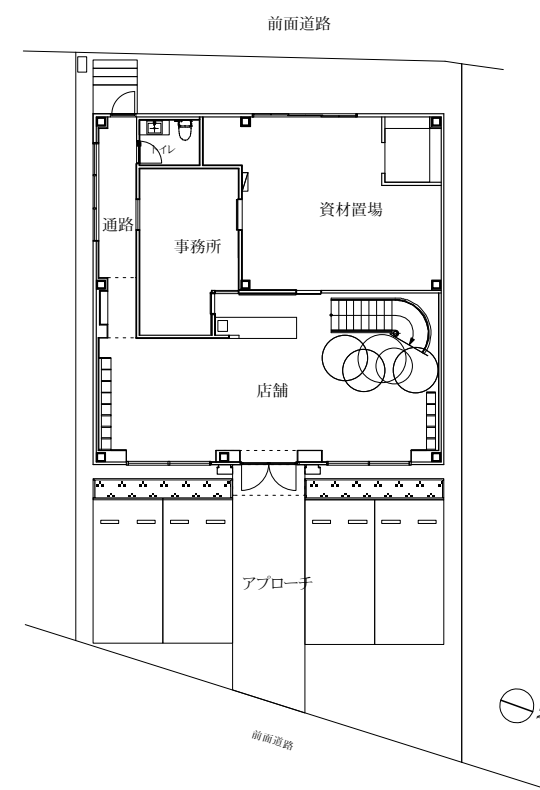 前面道路
トイレ
資材置場
通路
事務所
店舗
アプローチ
前面道路